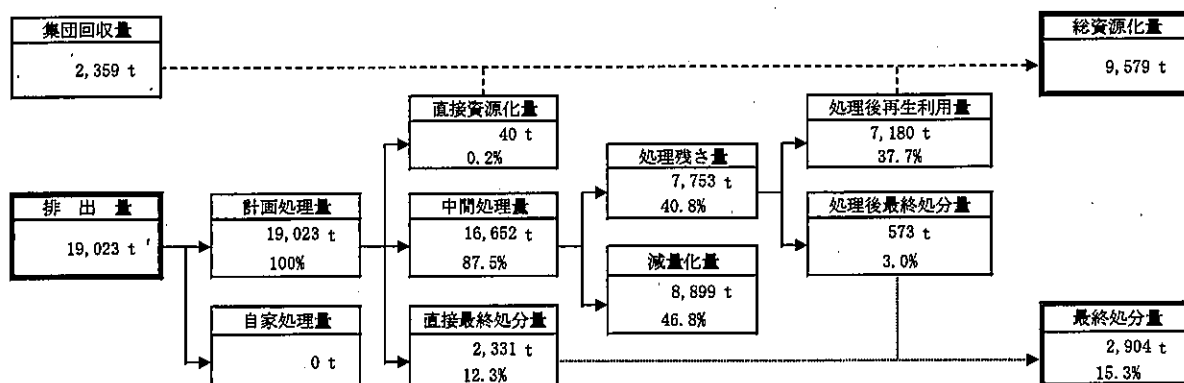 集団回収量
2,359 t
総資源化量
9,579 t
直接資源化量
40 t
0.2%
処理後再生利用量
7,180 t
37.7%
処理残さ量
7,753 t
40.8%
排 出 量
19,023 t
計画処理量
19,023 t
100%
中間処理量
16,652 t
87.5%
処理後最終処分量
573 t
3.0%
減量化量
8,899 t
46.8%
自家処理量
0 t
直接最終処分量
2,331 t
12.3%
最終処分量
2,904 t
15.3%